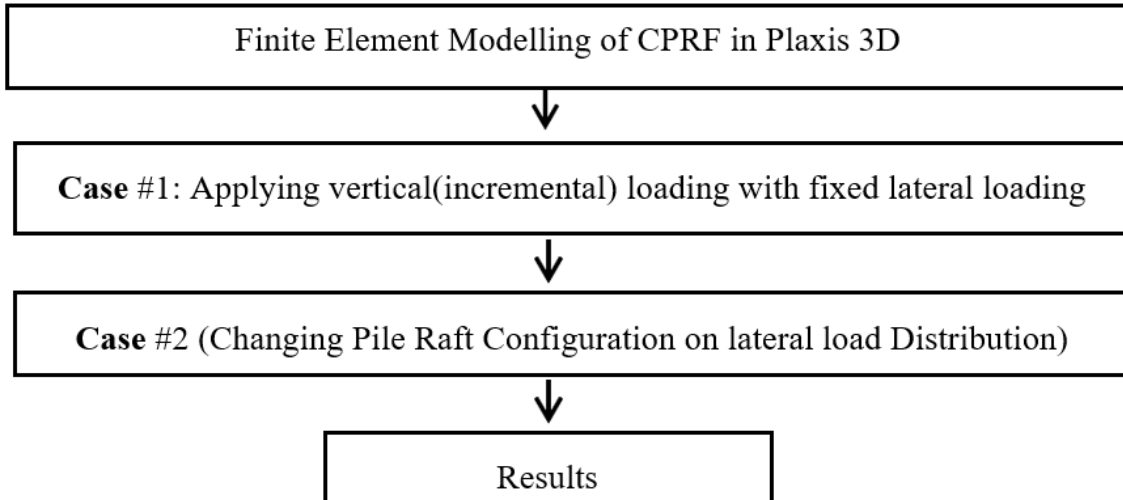 Finite Element Modelling of CPRF in Plaxis 3D
Case #1: Applying vertical(incremental) loading with fixed lateral loading
Case #2 (Changing Pile Raft Configuration on lateral load Distribution)
Results